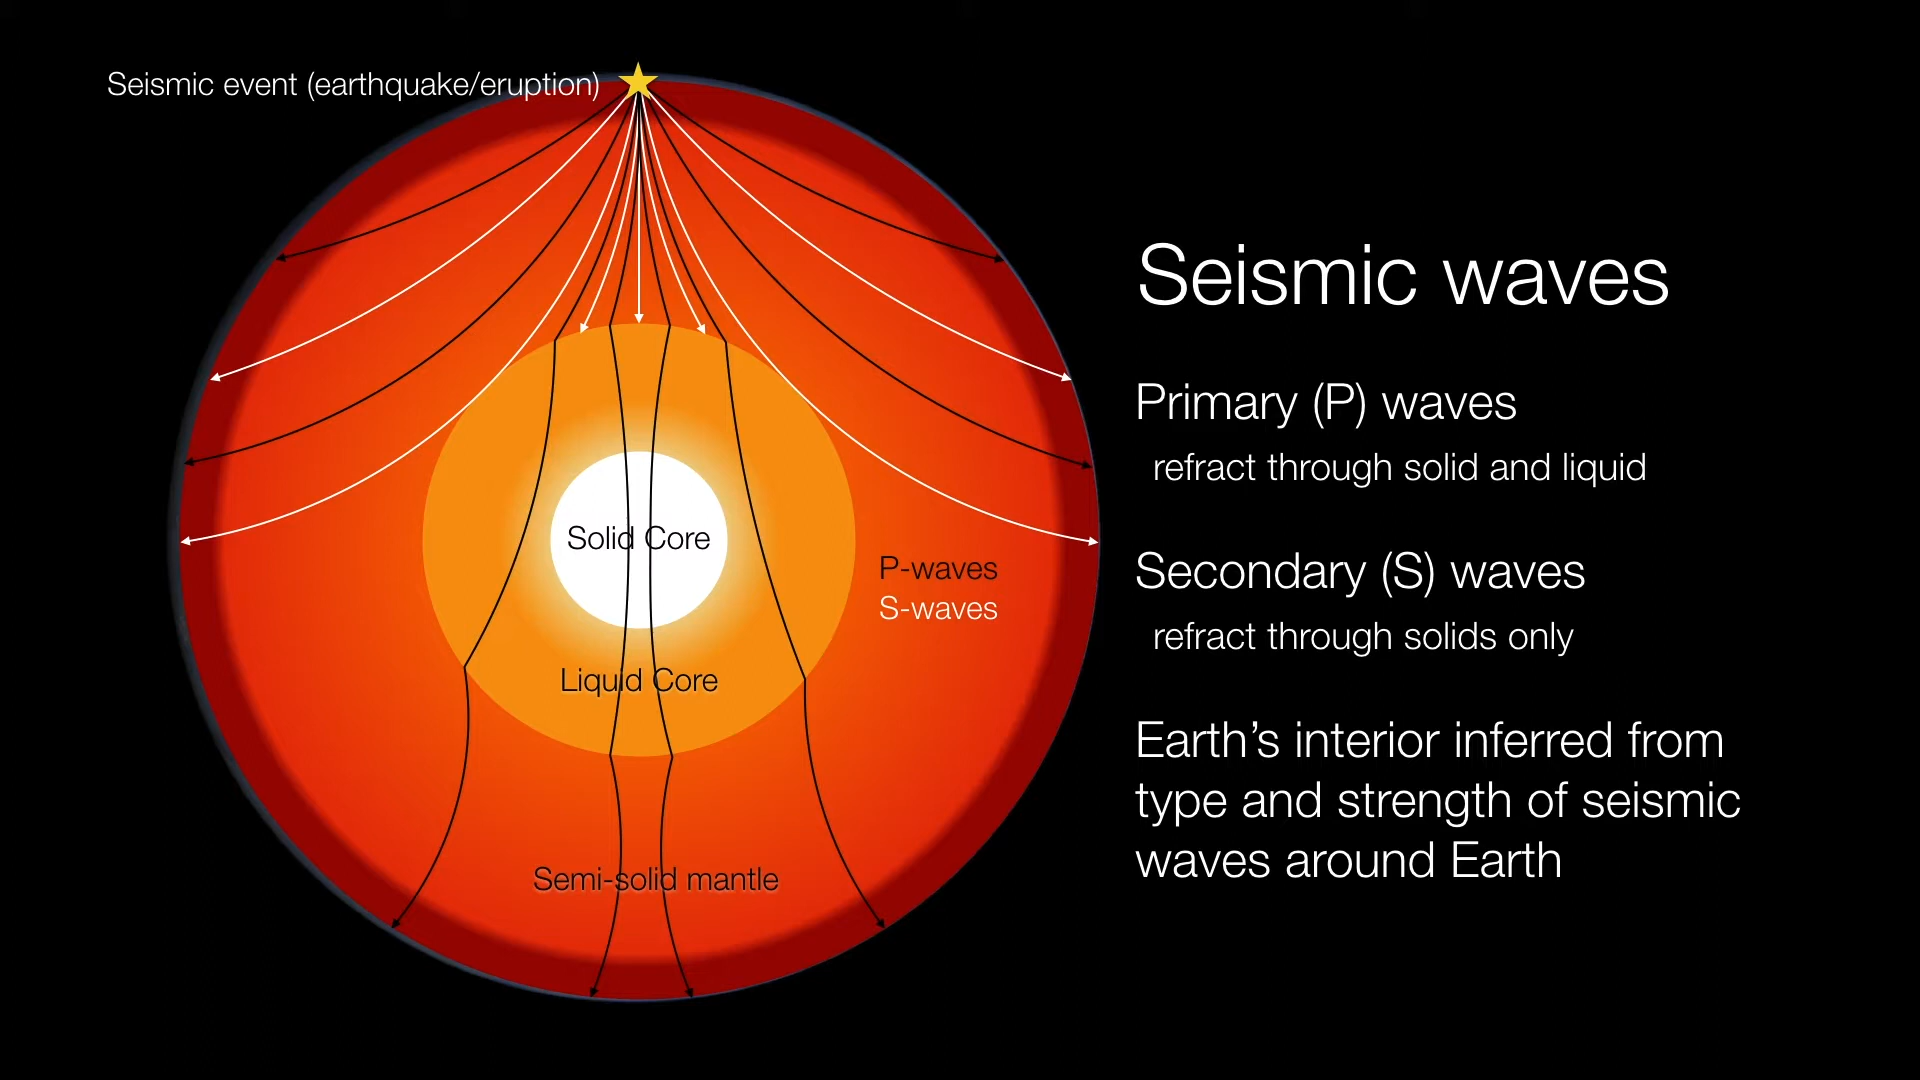 Seismic event (earthquake/eruption)
Solid Core
P-waves
S-waves
Liquid Core
Semi-solid mantle
Seismic waves
Primary (P) waves
refract through solid and liquid
Secondary (S) waves
refract through solids only
Earth’s interior inferred from
type and strength of seismic
waves around Earth